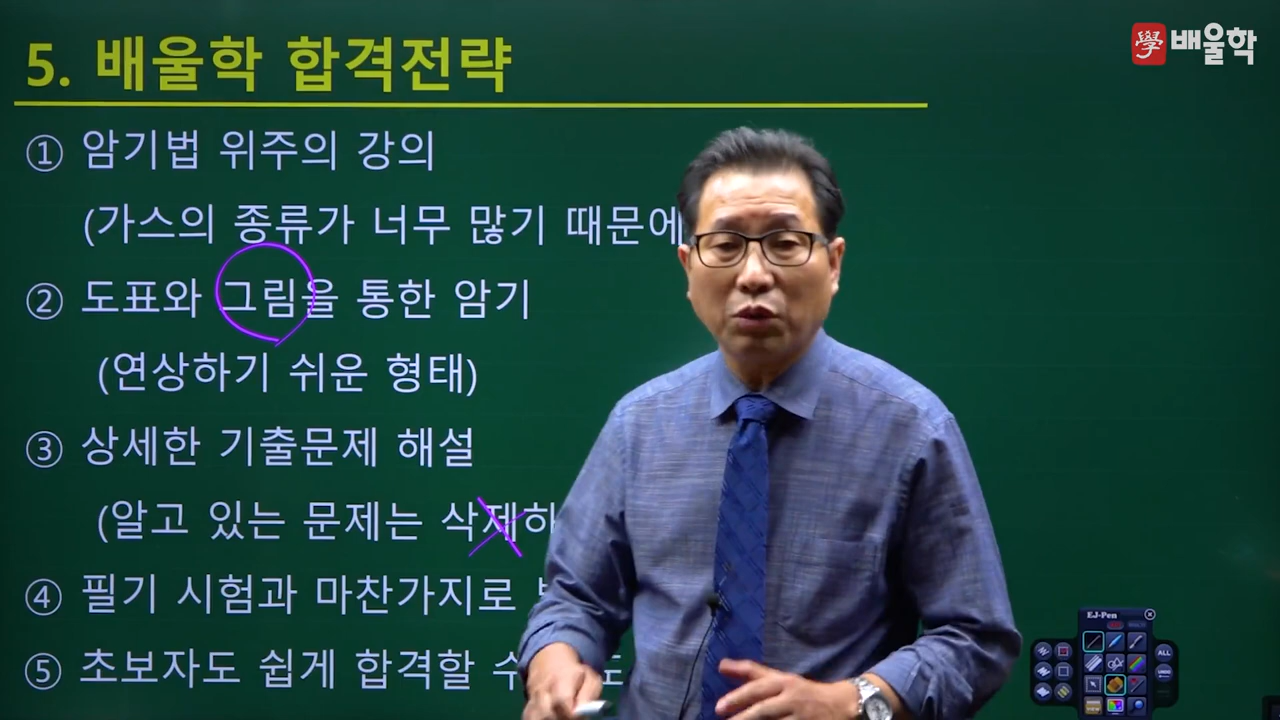 5. 배울학 합격전략
學 배울학
① 암기법 위주의 강의
(가스의 종류가 너무 많기 때문에
② 도표와 그림을 통한 암기
(연상하기 쉬운 형태)
③ 상세한 기출문제 해설
(알고 있는 문제는 삭제하
④ 필기 시험과 마찬가지로
⑤ 초보자도 쉽게 합격할 수
EJ-Pen
ALL